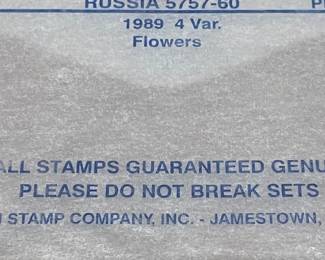 RUSSIA 5757-60
1989 4 Var.
Flowers
ALL STAMPS GUARANTEED
PLEASE DO NOT BREAK SETS
STAMP COMPANY, INC. - JAMESTOWN,